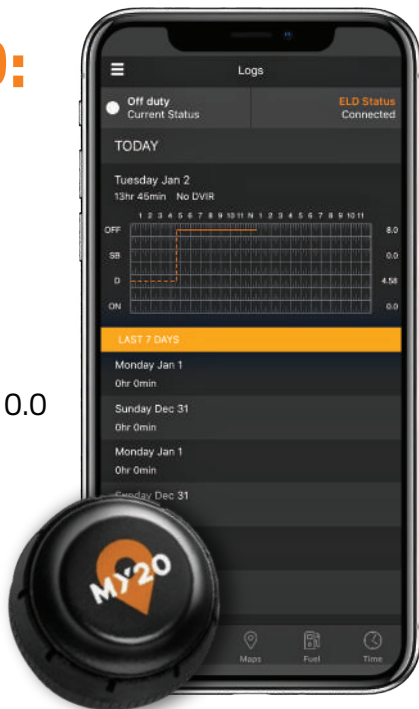 ):
Logs
Off duty
Current Status
ELD Status
Connected
TODAY
Tuesday Jan 2
13hr 45min No DVIR
1 2 3 4 5 6 7 8 9 10 11 N 1 2 3 4 5 6 7 8 9 10 11
OFF 8.0
SB 0.0
D 4.58
ON 0.0
LAST 7 DAYS
Monday Jan 1
0hr 0min
0.0
Sunday Dec 31
0hr 0min
Monday Jan 1
0hr 0min
Sunday Dec 31
MY20
Maps Fuel Time